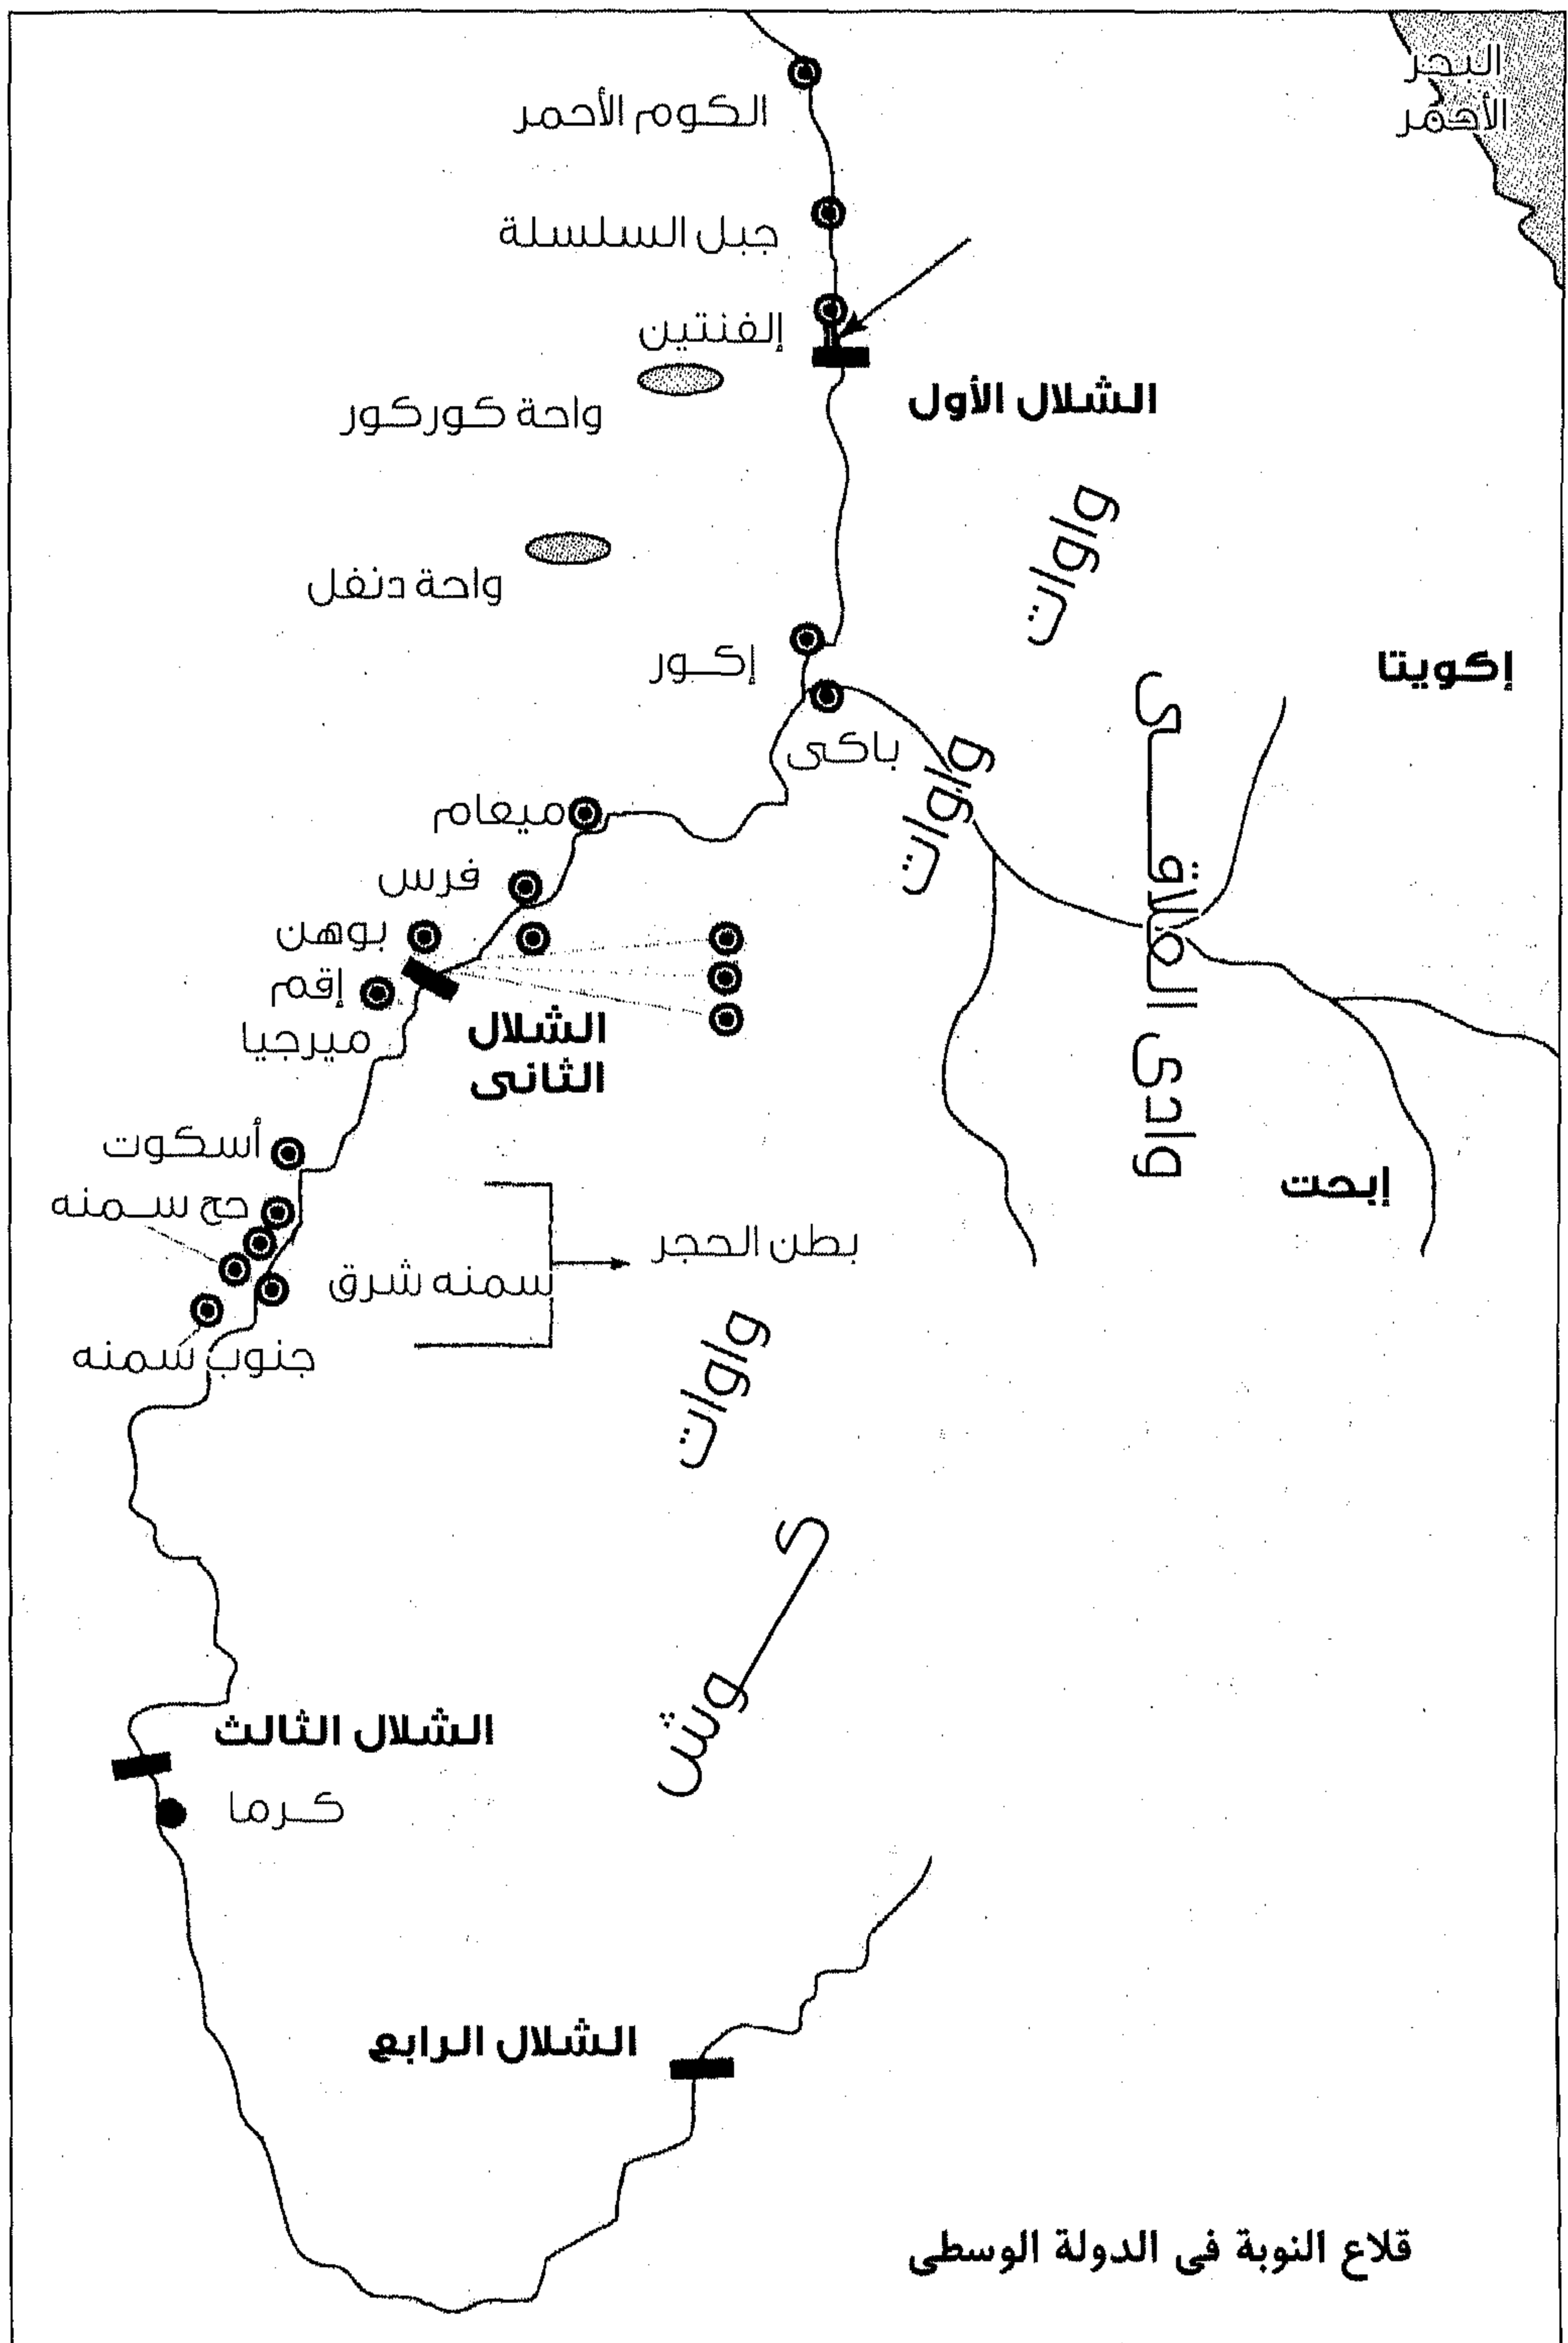 البحر
الأحمر
الكوم الأحمر
جبل السلسلة
إلفنتين
الشلال الأول
واحة كوركور
واوات
واحة دنفل
إكور
إكويتا
باكى
واوات
وادى العلاقى
ميعام
فرس
بوهن
إقم
ميرجيا
الشلال
الثانى
أسكوت
إبحت
حح سمنه
بطن الحجر
سمنه شرق
جنوب سمنه
واوات
كوش
الشلال الثالث
كرما
الشلال الرابع
قلاع النوبة فى الدولة الوسطى